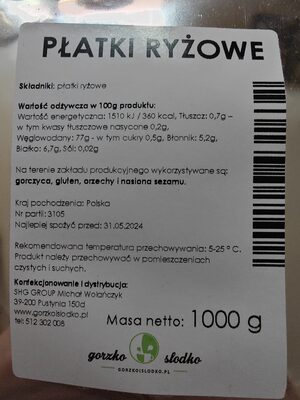 PŁATKI RYŻOWE
Składniki: płatki ryżowe
Wartość odżywcza w 100g produktu:
Wartość energetyczna: 1510 kJ / 360 kcal, Tłuszcz: 0,7g –
w tym kwasy tłuszczowe nasycone 0,2g,
Węglowodany: 77g - w tym cukry 0,5g, Błonnik: 5,2g,
Białko: 6,7g, Sól: 0,02g
Na terenie zakładu produkcyjnego wykorzystywane są:
gorczyca, gluten, orzechy i nasiona sezamu.
Kraj pochodzenia: Polska
Nr partii: 3105
Najlepiej spożyć przed: 31.05.2024
Rekomendowana temperatura przechowywania: 5-25 º C.
Produkt należy przechowywać w pomieszczeniach
czystych i suchych.
Konfekcjonowanie i dystrybucja:
SHG GROUP Michał Wolańczyk
39-200 Pustynia 150d
www.gorzkoislodko.pl
tel: 512 302 008
Masa netto: 1000 g
gorzko słodko
GORZKOISLODKO.PL